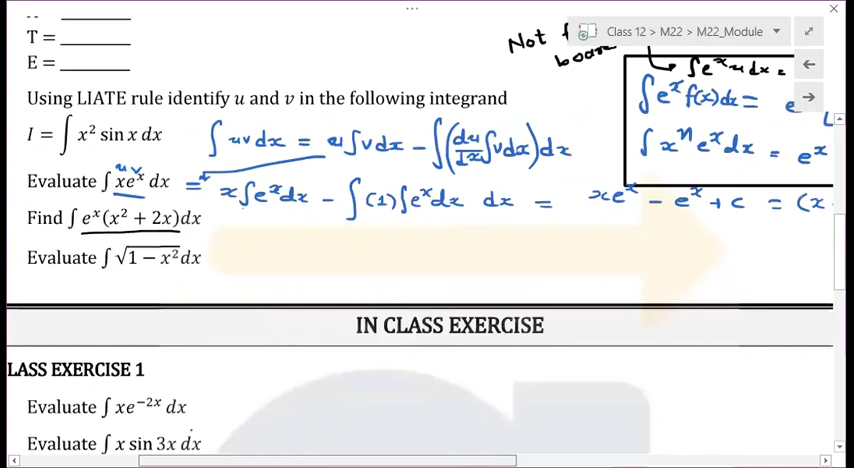 Class 12 > M22 > M22_Module
Not
T = ________
E = ________
∫eˣ u dx =
∫eˣ f(x)dx = e
∫xⁿ eˣ dx = eˣ
Using LIATE rule identify u and v in the following integrand
I = ∫ x² sin x dx
∫ uv dx = u ∫v dx − ∫(du/dx ∫v dx) dx
u v
Evaluate ∫ xeˣ dx = x ∫eˣdx − ∫(1) ∫eˣ dx dx = xeˣ − eˣ + c = (x
Find ∫ eˣ(x² + 2x)dx
Evaluate ∫ √1 − x² dx
IN CLASS EXERCISE
LASS EXERCISE 1
Evaluate ∫ xe⁻²ˣ dx
Evaluate ∫ x sin 3x dx